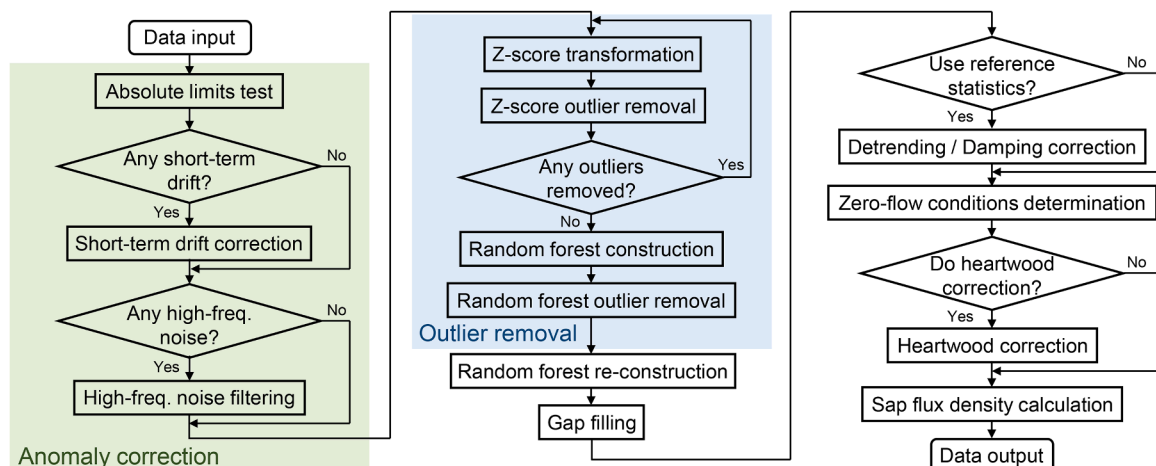 Data input
Absolute limits test
Any short-term
drift?
No
Yes
Short-term drift correction
Any high-freq.
noise?
No
Yes
High-freq. noise filtering
Anomaly correction
Z-score transformation
Z-score outlier removal
Any outliers
removed?
Yes
No
Random forest construction
Random forest outlier removal
Outlier removal
Random forest re-construction
Gap filling
Use reference
statistics?
No
Yes
Detrending / Damping correction
Zero-flow conditions determination
Do heartwood
correction?
No
Yes
Heartwood correction
Sap flux density calculation
Data output